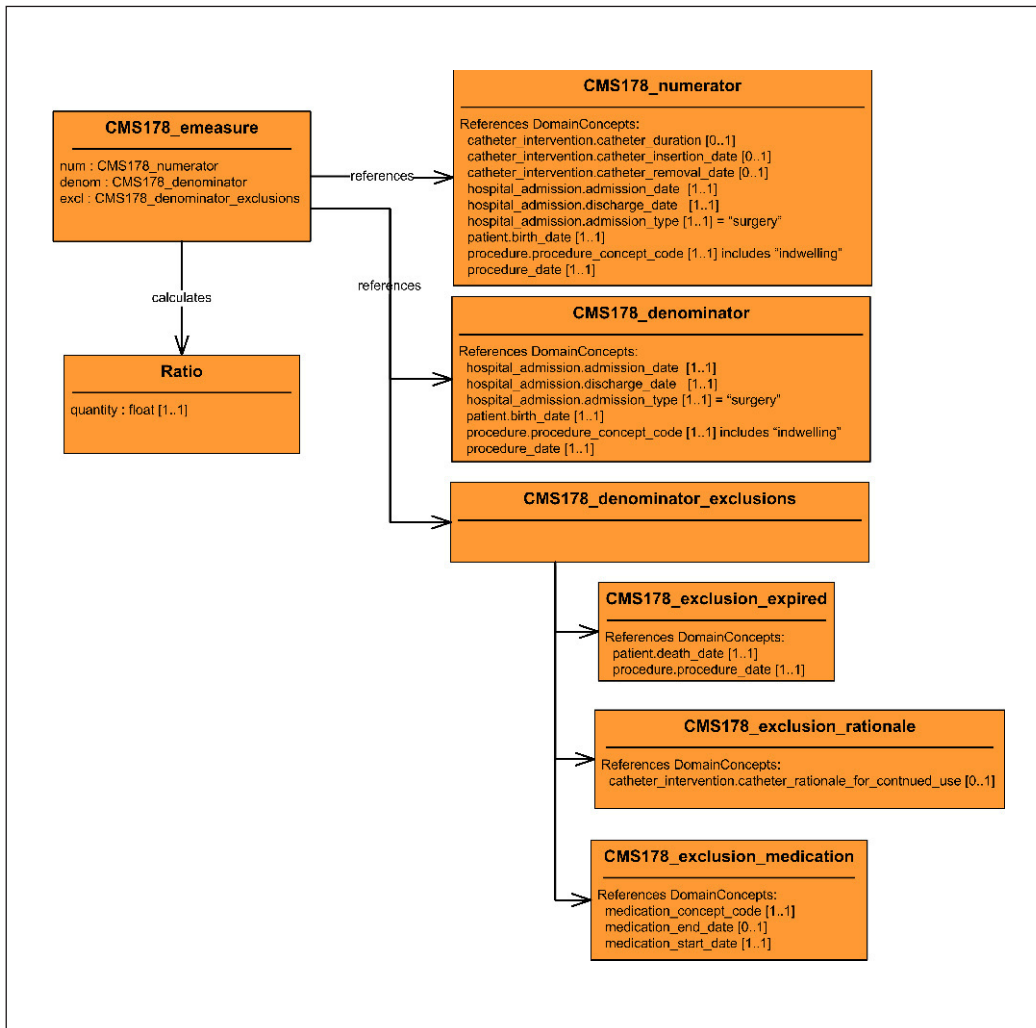 CMS178_emeasure
num : CMS178_numerator
denom : CMS178_denominator
excl : CMS178_denominator_exclusions
references
references
calculates
Ratio
quantity : float [1..1]
CMS178_numerator
References DomainConcepts:
catheter_intervention.catheter_duration [0..1]
catheter_intervention.catheter_insertion_date [0..1]
catheter_intervention.catheter_removal_date [0..1]
hospital_admission.admission_date [1..1]
hospital_admission.discharge_date [1..1]
hospital_admission.admission_type [1..1] = “surgery”
patient.birth_date [1..1]
procedure.procedure_concept_code [1..1] includes “indwelling”
procedure_date [1..1]
CMS178_denominator
References DomainConcepts:
hospital_admission.admission_date [1..1]
hospital_admission.discharge_date [1..1]
hospital_admission.admission_type [1..1] = “surgery”
patient.birth_date [1..1]
procedure.procedure_concept_code [1..1] includes “indwelling”
procedure_date [1..1]
CMS178_denominator_exclusions
CMS178_exclusion_expired
References DomainConcepts:
patient.death_date [1..1]
procedure.procedure_date [1..1]
CMS178_exclusion_rationale
References DomainConcepts:
catheter_intervention.catheter_rationale_for_contnued_use [0..1]
CMS178_exclusion_medication
References DomainConcepts:
medication_concept_code [1..1]
medication_end_date [0..1]
medication_start_date [1..1]